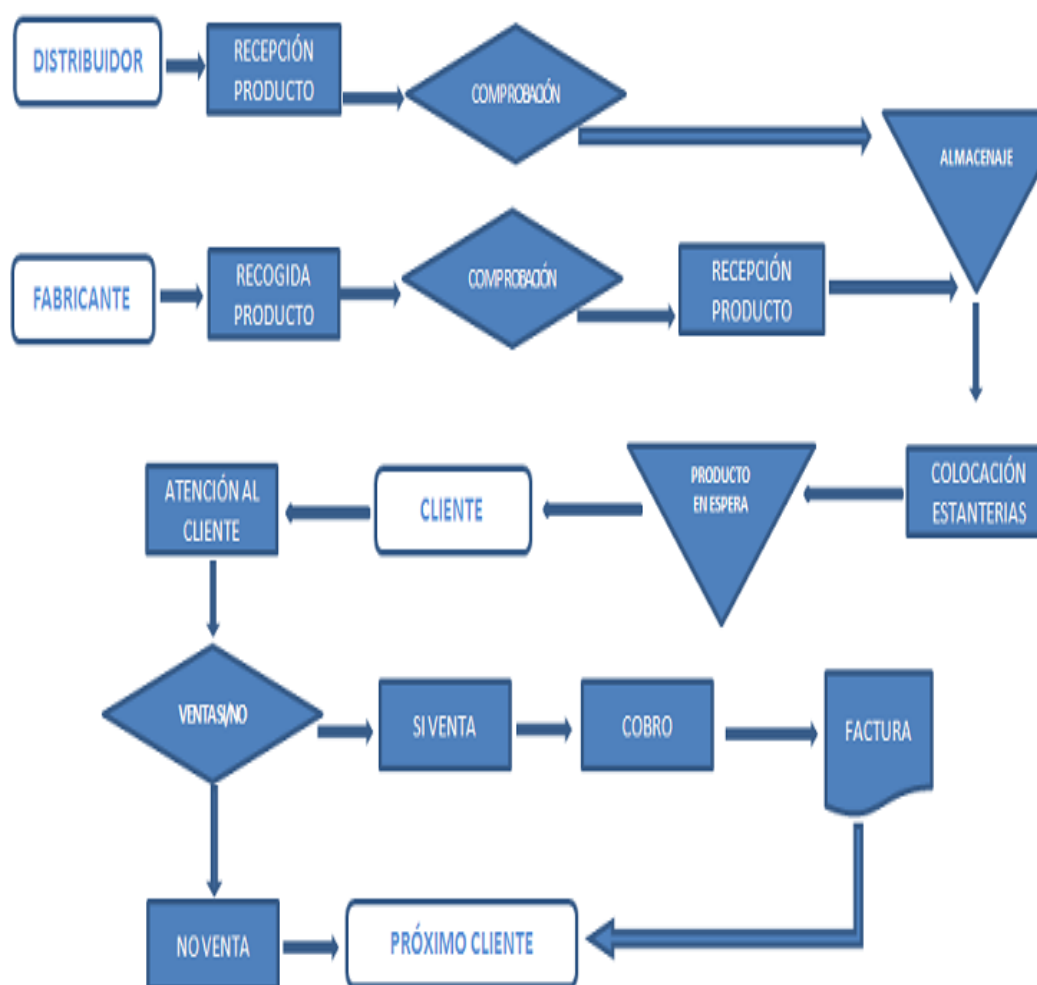 DISTRIBUIDOR
RECEPCIÓN
PRODUCTO
COMPROBACIÓN
ALMACENAJE
FABRICANTE
RECOGIDA
PRODUCTO
COMPROBACIÓN
RECEPCIÓN
PRODUCTO
COLOCACIÓN
ESTANTERIAS
PRODUCTO
EN ESPERA
CLIENTE
ATENCIÓN AL
CLIENTE
VENTA SI/NO
SI VENTA
COBRO
FACTURA
NO VENTA
PRÓXIMO CLIENTE